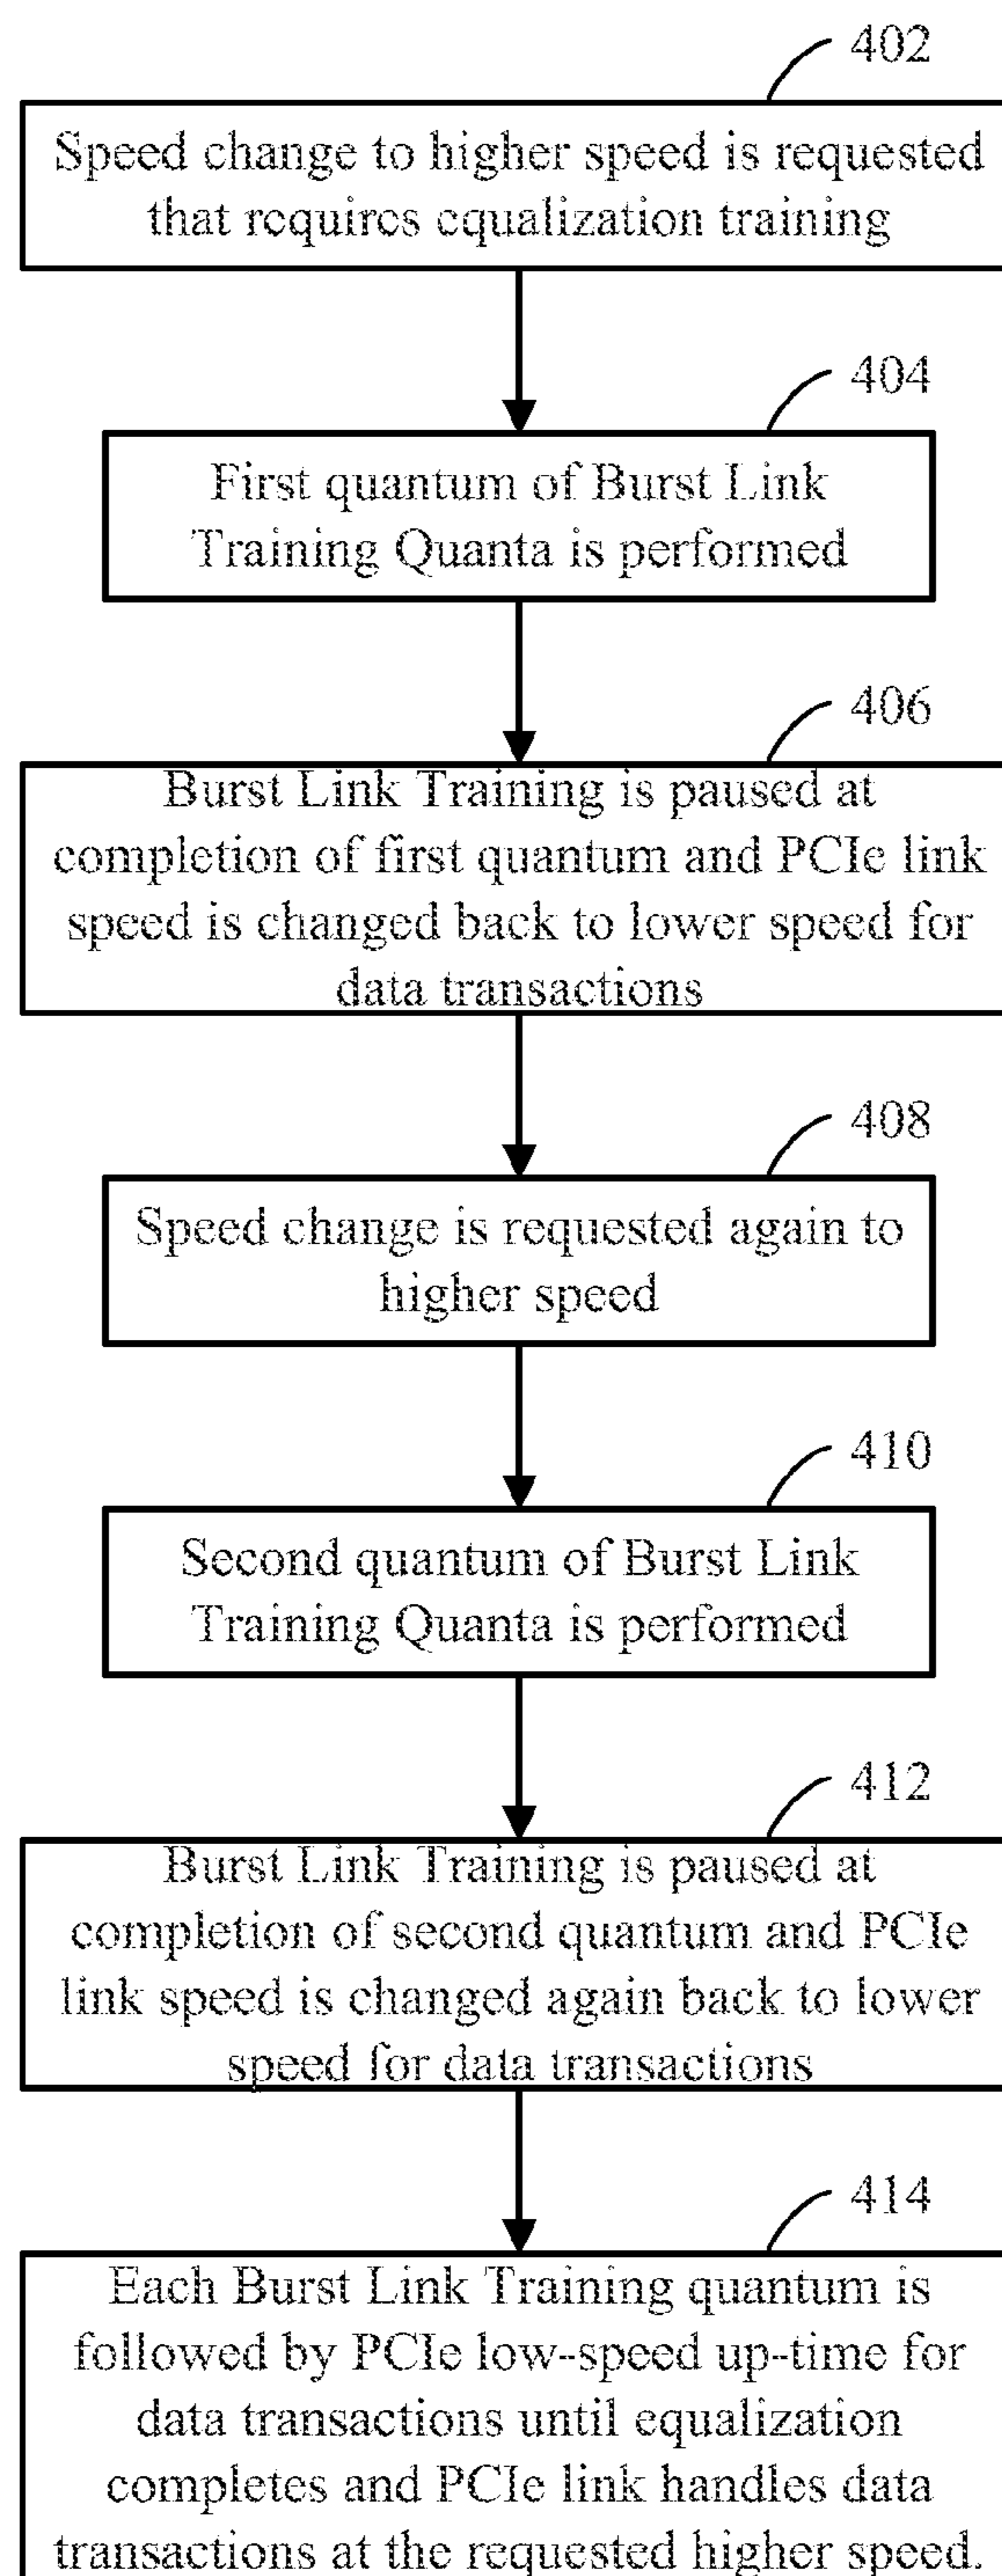 402
Speed change to higher speed is requested
that requires equalization training
404
First quantum of Burst Link
Training Quanta is performed
406
Burst Link Training is paused at
completion of first quantum and PCIe link
speed is changed back to lower speed for
data transactions
408
Speed change is requested again to
higher speed
410
Second quantum of Burst Link
Training Quanta is performed
412
Burst Link Training is paused at
completion of second quantum and PCIe
link speed is changed again back to lower
speed for data transactions
414
Each Burst Link Training quantum is
followed by PCIe low-speed up-time for
data transactions until equalization
completes and PCIe link handles data
transactions at the requested higher speed.